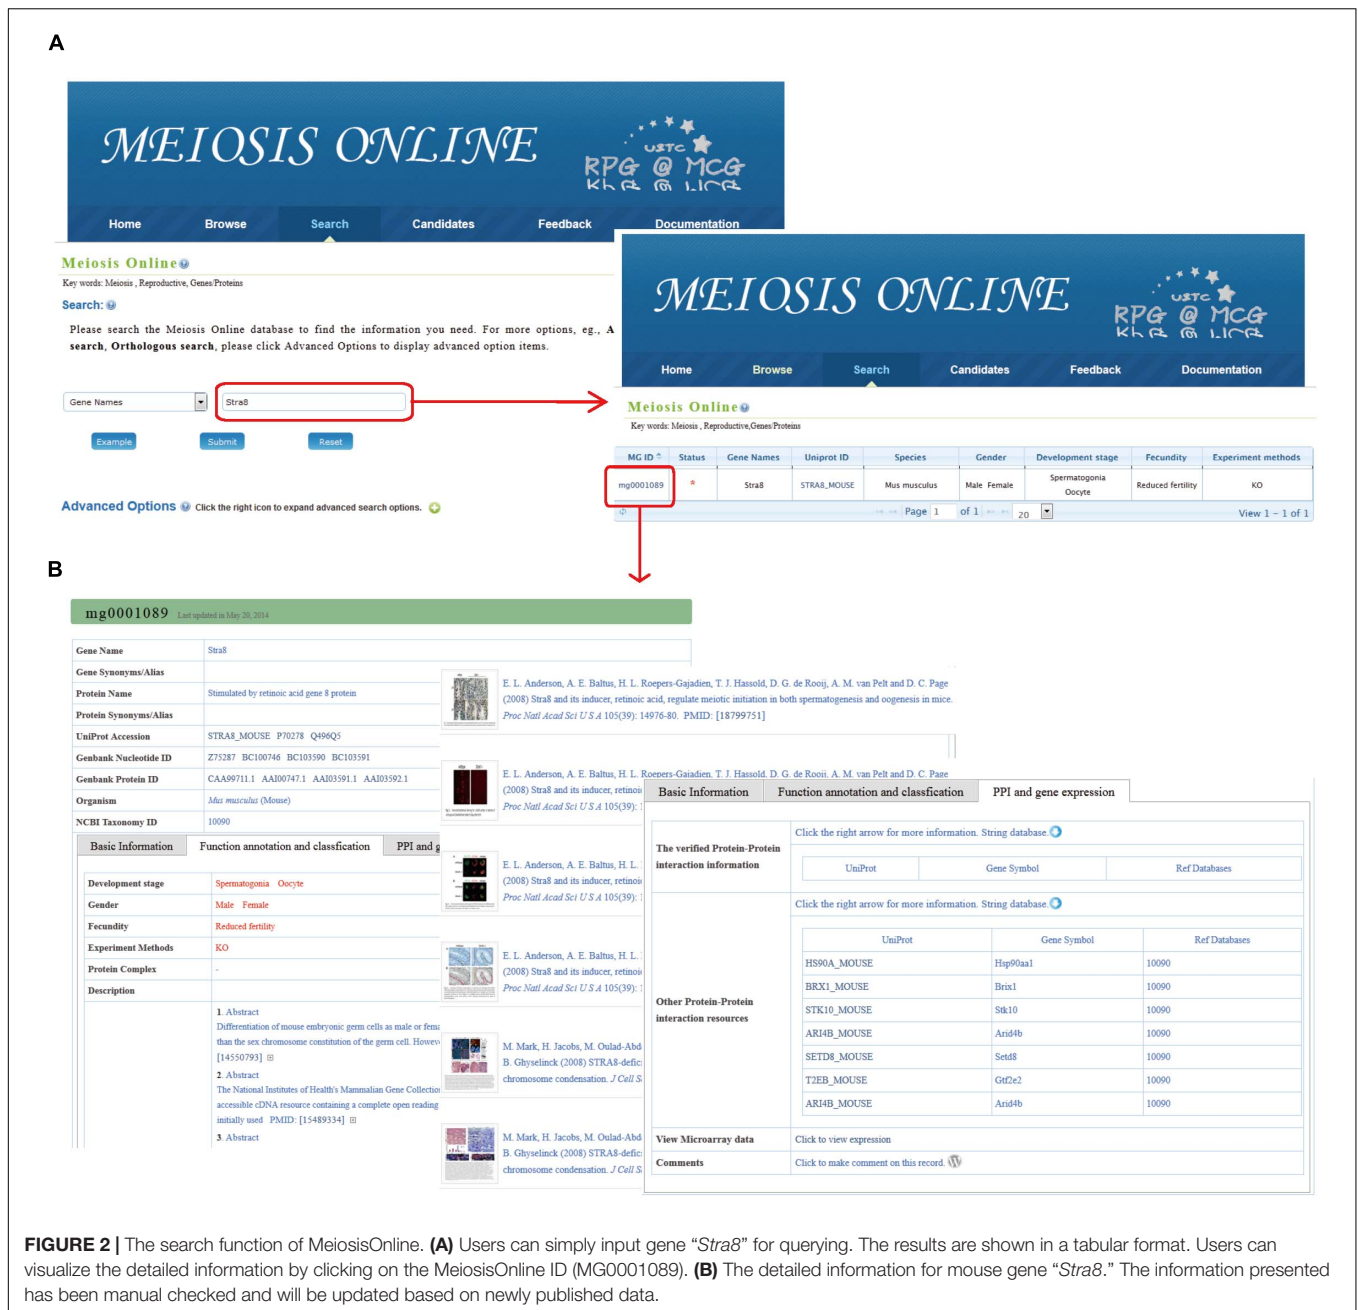 A
MEIOSIS ONLINE
USTC
RPG @ MCG
Home Browse Search Candidates Feedback Documentation
Meiosis Online
Key words: Meiosis , Reproductive, Genes/Proteins
Search:
Please search the Meiosis Online database to find the information you need. For more options, eg., A
search, Orthologous search, please click Advanced Options to display advanced option items.
Gene Names Stra8
Example Submit Reset
Advanced Options Click the right icon to expand advanced search options.
MEIOSIS ONLINE
USTC
RPG @ MCG
Home Browse Search Candidates Feedback Documentation
Meiosis Online
Key words: Meiosis , Reproductive,Genes/Proteins
MG ID Status Gene Names Uniprot ID Species Gender Development stage Fecundity Experiment methods
mg0001089 * Stra8 STRA8_MOUSE Mus musculus Male Female Spermatogonia Oocyte Reduced fertility KO
Page 1 of 1 20 View 1 - 1 of 1
B
mg0001089 Last updated in May 20, 2014
Gene Name Stra8
Gene Synonyms/Alias
Protein Name Stimulated by retinoic acid gene 8 protein
Protein Synonyms/Alias
UniProt Accession STRA8_MOUSE P70278 Q496Q5
Genbank Nucleotide ID Z75287 BC100746 BC103590 BC103591
Genbank Protein ID CAA99711.1 AAI00747.1 AAI03591.1 AAI03592.1
Organism Mus musculus (Mouse)
NCBI Taxonomy ID 10090
Basic Information Function annotation and classfication PPI and g
Development stage Spermatogonia Oocyte
Gender Male Female
Fecundity Reduced fertility
Experiment Methods KO
Protein Complex -
Description
1. Abstract
Differentiation of mouse embryonic germ cells as male or fema
than the sex chromosome constitution of the germ cell. Howev
[14550793]
2. Abstract
The National Institutes of Health's Mammalian Gene Collection
accessible cDNA resource containing a complete open reading
initially used PMID: [15489334]
3. Abstract
E. L. Anderson, A. E. Baltus, H. L. Roepers-Gajadien, T. J. Hassold, D. G. de Rooij, A. M. van Pelt and D. C. Page
(2008) Stra8 and its inducer, retinoic acid, regulate meiotic initiation in both spermatogenesis and oogenesis in mice.
Proc Natl Acad Sci U S A 105(39): 14976-80. PMID: [18799751]
E. L. Anderson, A. E. Baltus, H. L. Roepers-Gajadien, T. J. Hassold, D. G. de Rooij, A. M. van Pelt and D. C. Page
(2008) Stra8 and its inducer, retinoi
Proc Natl Acad Sci U S A 105(39): 1
E. L. Anderson, A. E. Baltus, H. L.
(2008) Stra8 and its inducer, retinoi
Proc Natl Acad Sci U S A 105(39): 1
E. L. Anderson, A. E. Baltus, H. L.
(2008) Stra8 and its inducer, retinoi
Proc Natl Acad Sci U S A 105(39): 1
M. Mark, H. Jacobs, M. Oulad-Abd
B. Ghyselinck (2008) STRA8-defic
chromosome condensation. J Cell S
M. Mark, H. Jacobs, M. Oulad-Abd
B. Ghyselinck (2008) STRA8-defic
chromosome condensation. J Cell S
Basic Information Function annotation and classfication PPI and gene expression
The verified Protein-Protein interaction information
Click the right arrow for more information. String database.
UniProt Gene Symbol Ref Databases
Other Protein-Protein interaction resources
Click the right arrow for more information. String database.
UniProt Gene Symbol Ref Databases
HS90A_MOUSE Hsp90aa1 10090
BRX1_MOUSE Brix1 10090
STK10_MOUSE Stk10 10090
ARI4B_MOUSE Arid4b 10090
SETD8_MOUSE Setd8 10090
T2EB_MOUSE Gtf2e2 10090
ARI4B_MOUSE Arid4b 10090
View Microarray data Click to view expression
Comments Click to make comment on this record.
FIGURE 2 | The search function of MeiosisOnline. (A) Users can simply input gene “Stra8” for querying. The results are shown in a tabular format. Users can
visualize the detailed information by clicking on the MeiosisOnline ID (MG0001089). (B) The detailed information for mouse gene “Stra8.” The information presented
has been manual checked and will be updated based on newly published data.